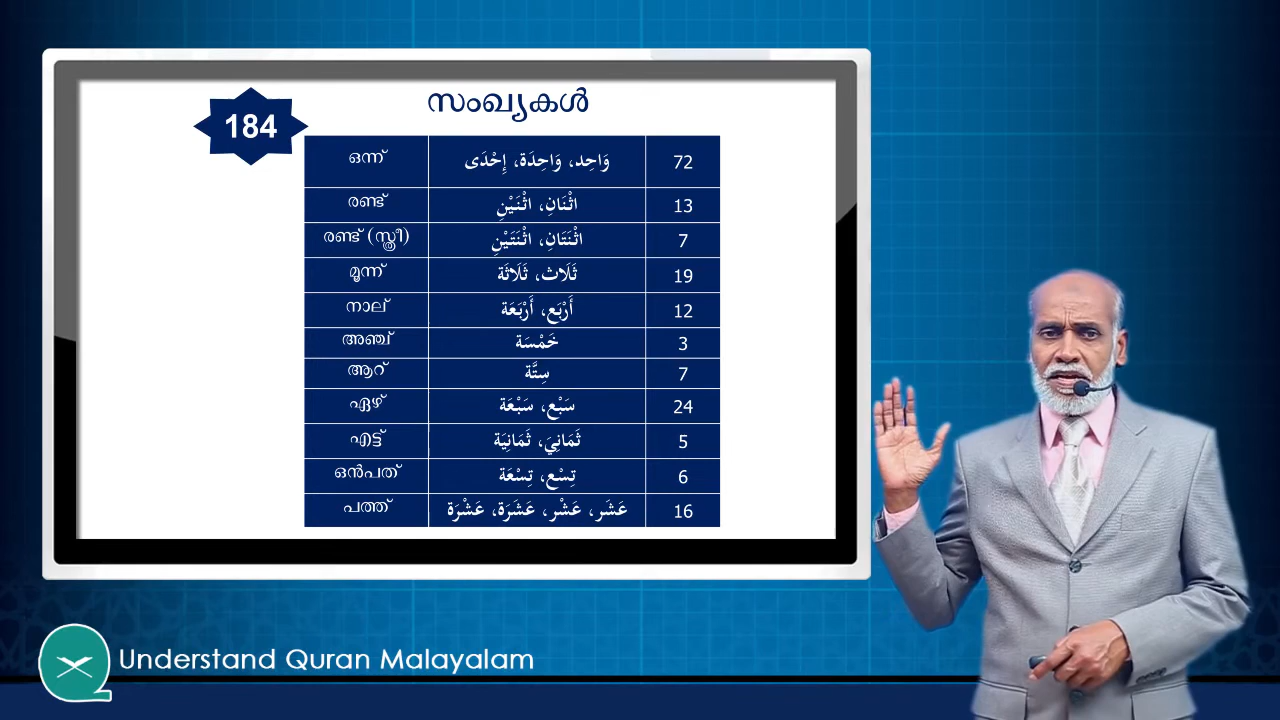 സംഖ്യകൾ
184
ഒന്ന് وَاحِد، وَاحِدَة، إِحْدَى 72
രണ്ട് اثْنَانِ، اثْنَيْنِ 13
രണ്ട് (സ്ത്രീ) اثْنَتَانِ، اثْنَتَيْنِ 7
മൂന്ന് ثَلَاث، ثَلَاثَة 19
നാല് أَرْبَع، أَرْبَعَة 12
അഞ്ച് خَمْسَة 3
ആറ് سِتَّة 7
ഏഴ് سَبْع، سَبْعَة 24
എട്ട് ثَمَانِيَ، ثَمَانِيَة 5
ഒൻപത് تِسْع، تِسْعَة 6
പത്ത് عَشَر، عَشْر، عَشَرَة، عَشْرَة 16
Understand Quran Malayalam